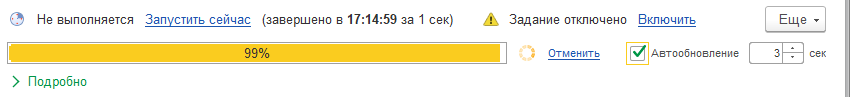 Не выполняется Запустить сейчас (завершено в 17:14:59 за 1 сек) Задание отключено Включить Еще
99% Отменить Автообновление 3 сек
Подробно